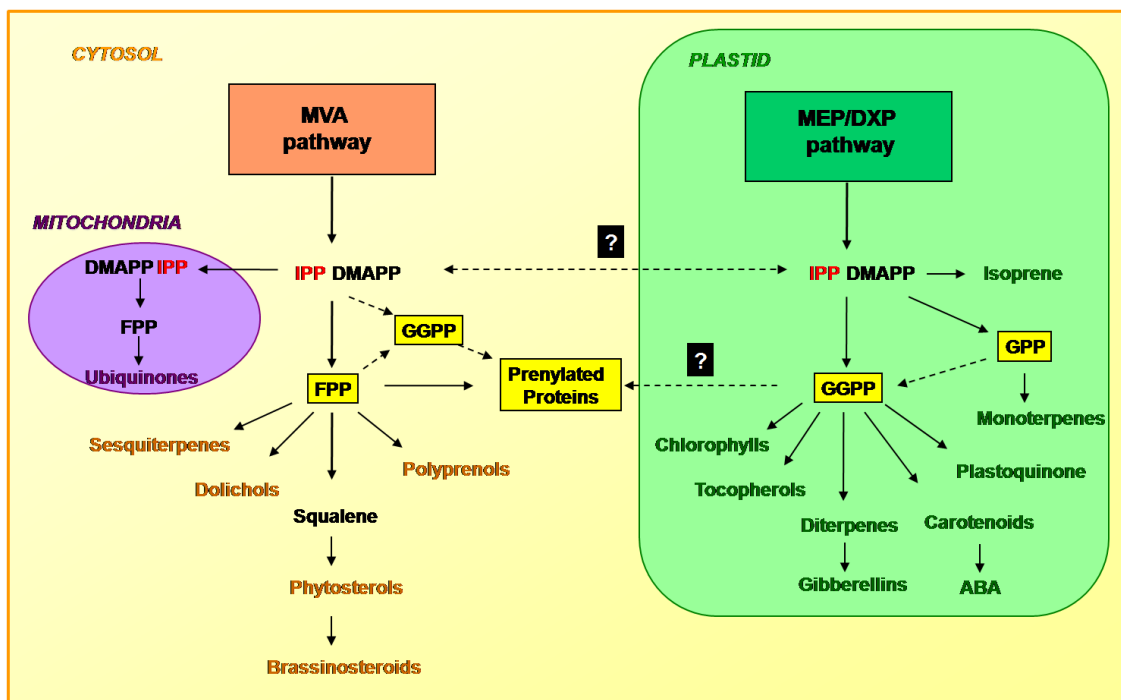 CYTOSOL
PLASTID
MVA
pathway
MEP/DXP
pathway
MITOCHONDRIA
?
DMAPP IPP
IPP DMAPP
IPP DMAPP
Isoprene
FPP
GGPP
GPP
?
Ubiquinones
FPP
Prenylated
Proteins
GGPP
Monoterpenes
Sesquiterpenes
Chlorophylls
Polyprenols
Plastoquinone
Dolichols
Tocopherols
Squalene
Diterpenes
Carotenoids
Phytosterols
Gibberellins
ABA
Brassinosteroids